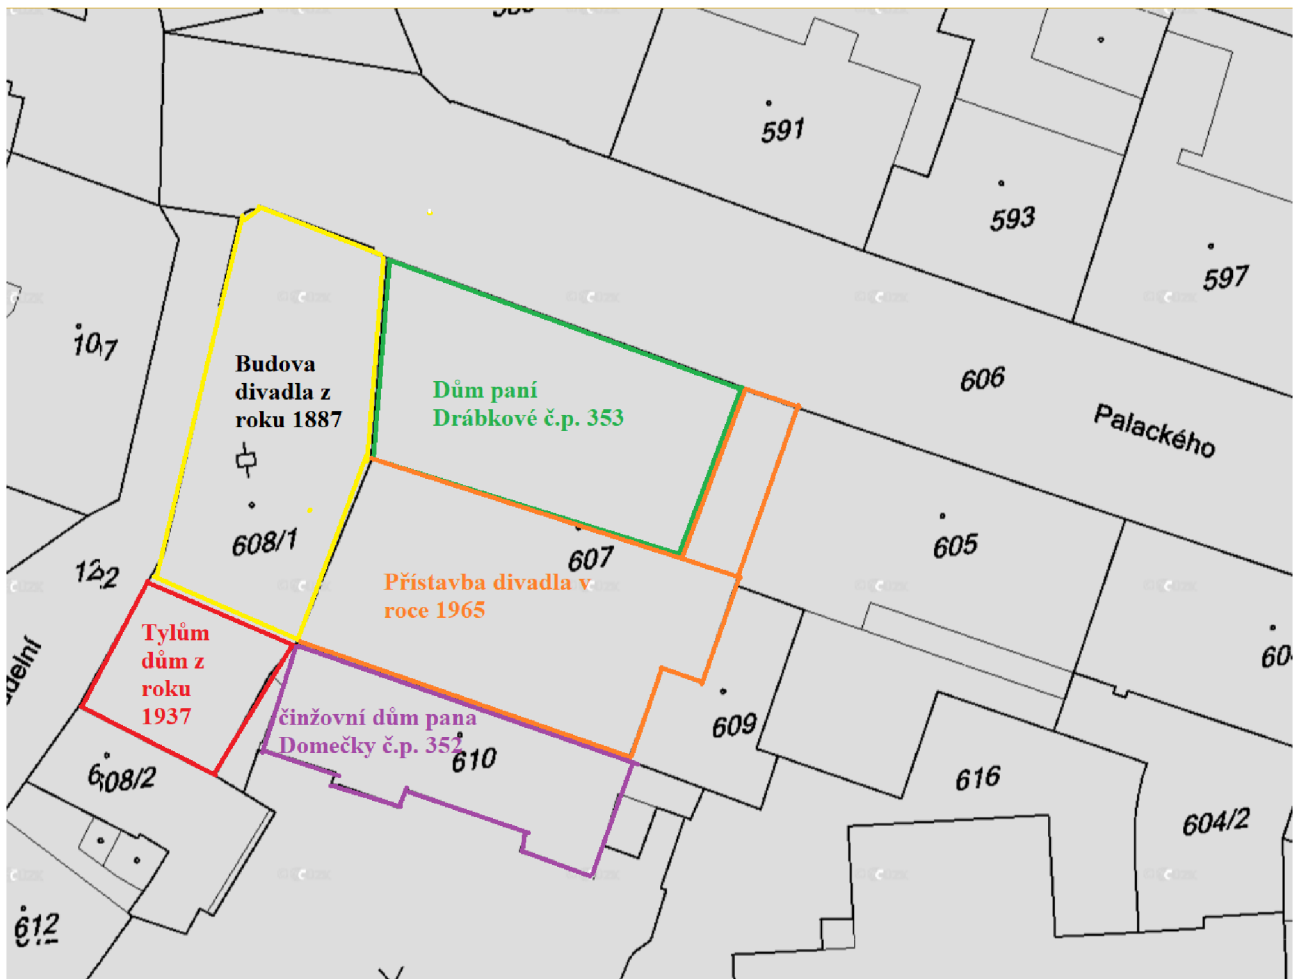 591
593
597
107
Budova
divadla z
roku 1887
Dům paní
Drábkové č.p. 353
606
Palackého
608/1
607
605
122
Přístavba divadla v
roce 1965
Tylům
dům z
roku
1937
činžovní dům pana
Domečky č.p. 352
610
609
608/2
616
604/2
612